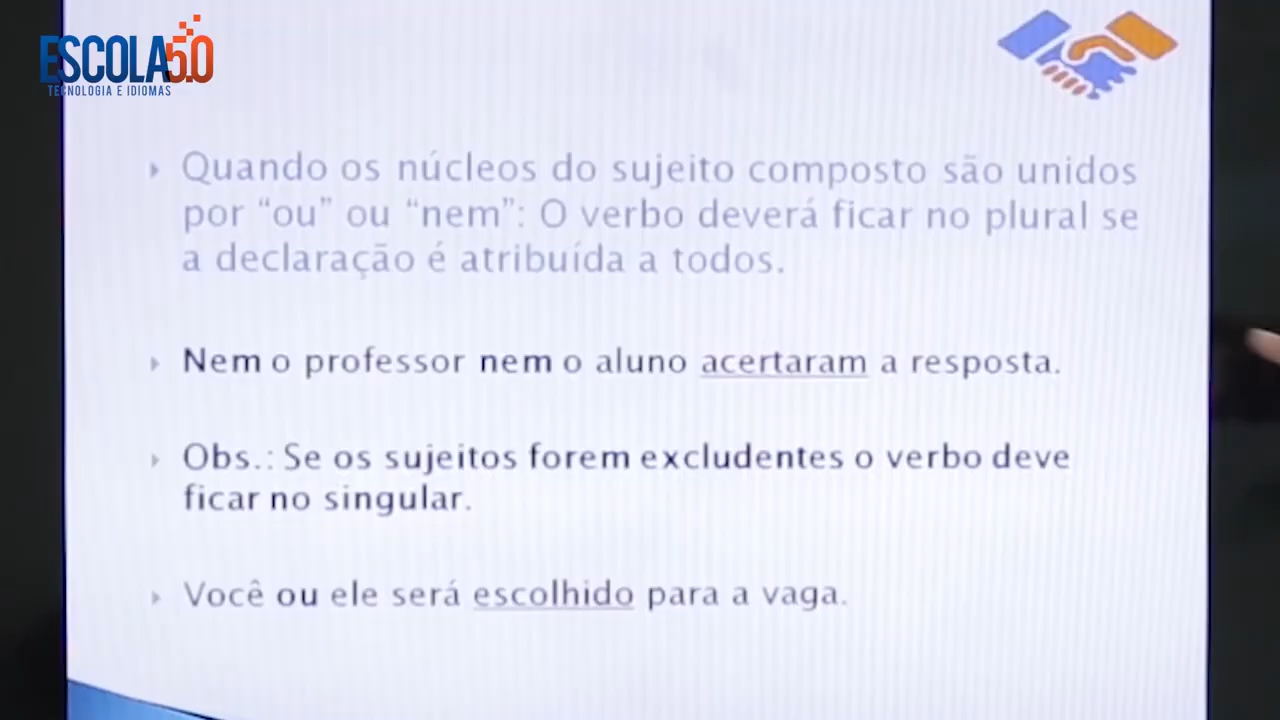 ESCOLA5.0
TECNOLOGIA E IDIOMAS
Quando os núcleos do sujeito composto são unidos
por “ou” ou “nem”: O verbo deverá ficar no plural se
a declaração é atribuída a todos.
Nem o professor nem o aluno acertaram a resposta.
Obs.: Se os sujeitos forem excludentes o verbo deve
ficar no singular.
Você ou ele será escolhido para a vaga.